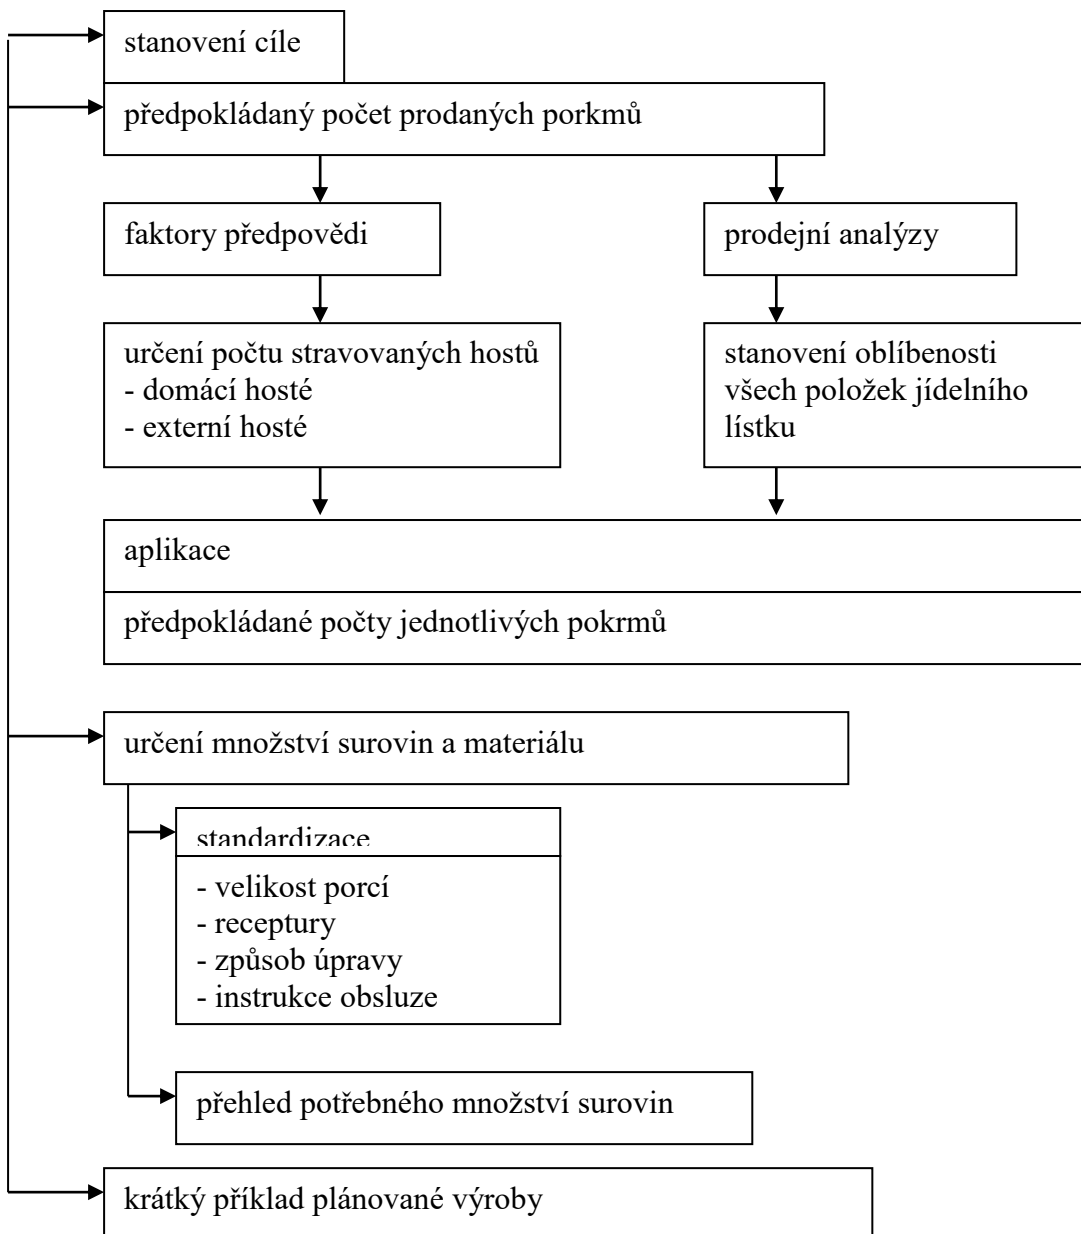 stanovení cíle
předpokládaný počet prodaných porkmů
faktory předpovědi
prodejní analýzy
určení počtu stravovaných hostů
- domácí hosté
- externí hosté
stanovení oblíbenosti
všech položek jídelního
lístku
aplikace
předpokládané počty jednotlivých pokrmů
určení množství surovin a materiálu
standardizace
- velikost porcí
- receptury
- způsob úpravy
- instrukce obsluze
přehled potřebného množství surovin
krátký příklad plánované výroby